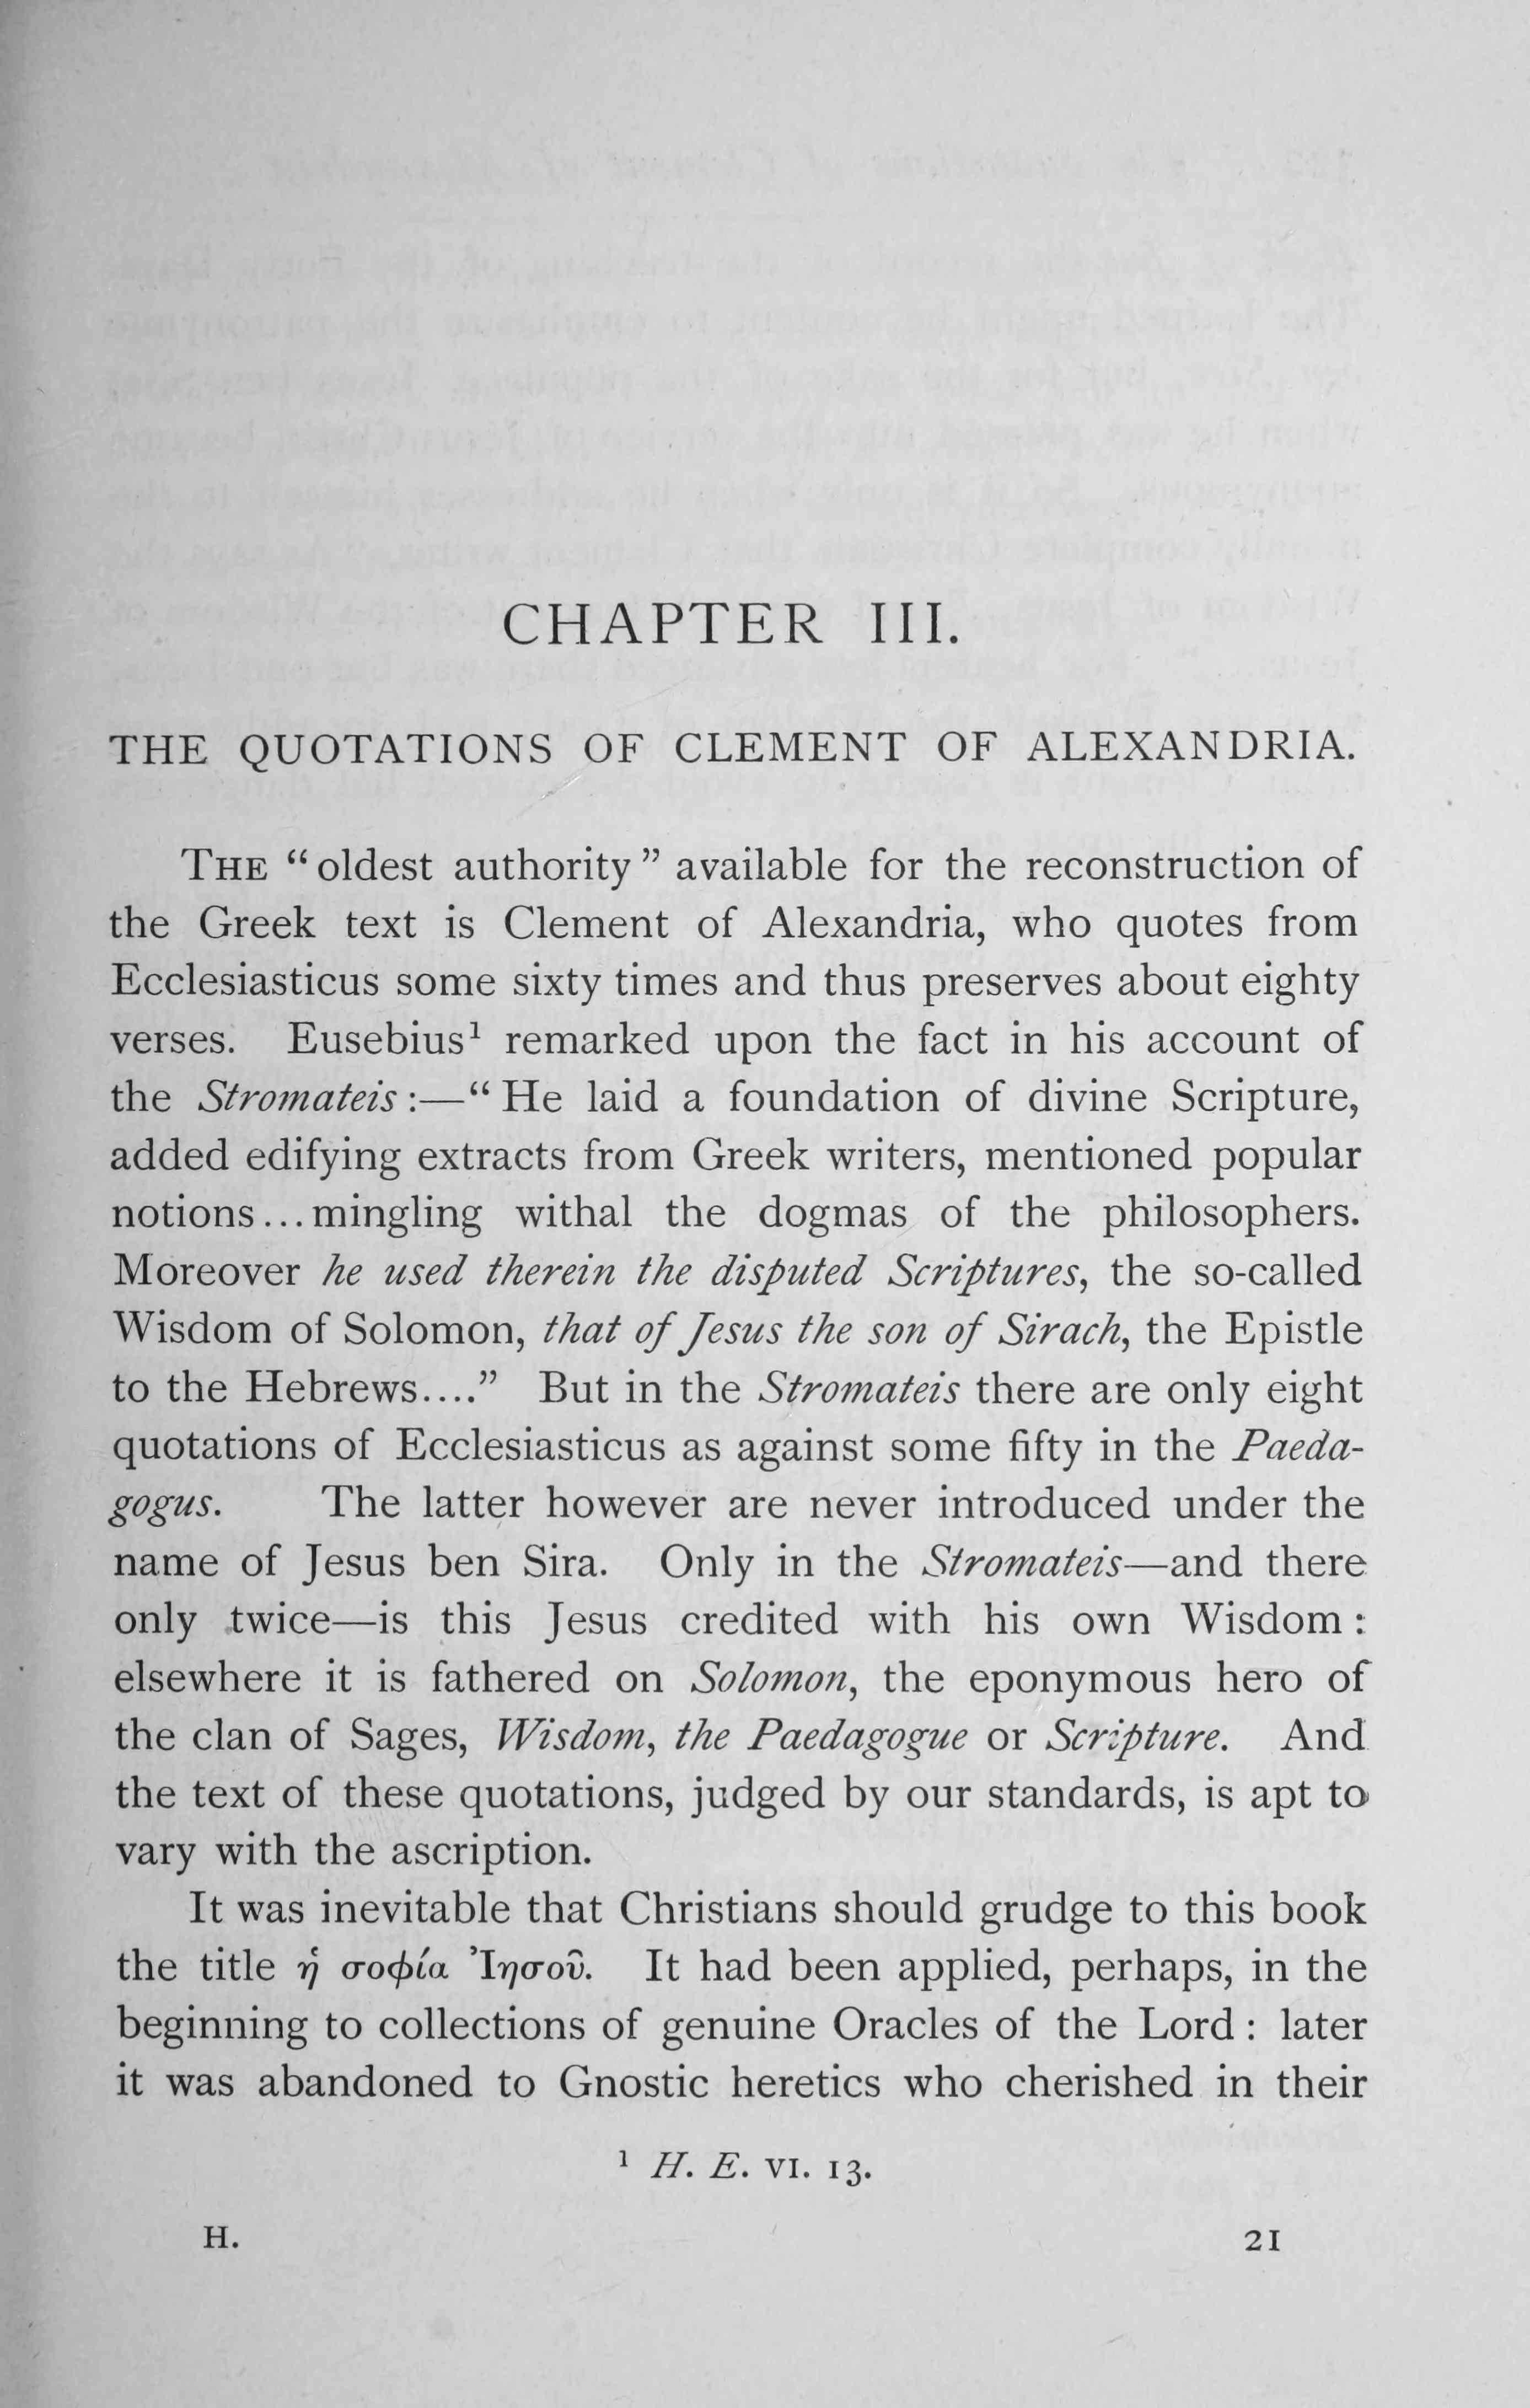 CHAPTER III.
THE QUOTATIONS OF CLEMENT OF ALEXANDRIA.
THE “oldest authority” available for the reconstruction of
the Greek text is Clement of Alexandria, who quotes from
Ecclesiasticus some sixty times and thus preserves about eighty
verses. Eusebius¹ remarked upon the fact in his account of
the Stromateis:—“He laid a foundation of divine Scripture,
added edifying extracts from Greek writers, mentioned popular
notions...mingling withal the dogmas of the philosophers.
Moreover he used therein the disputed Scriptures, the so-called
Wisdom of Solomon, that of Jesus the son of Sirach, the Epistle
to the Hebrews....” But in the Stromateis there are only eight
quotations of Ecclesiasticus as against some fifty in the Paeda-
gogus. The latter however are never introduced under the
name of Jesus ben Sira. Only in the Stromateis—and there
only twice—is this Jesus credited with his own Wisdom:
elsewhere it is fathered on Solomon, the eponymous hero of
the clan of Sages, Wisdom, the Paedagogue or Scripture. And
the text of these quotations, judged by our standards, is apt to
vary with the ascription.
It was inevitable that Christians should grudge to this book
the title ἡ σοφία Ἰησοῦ. It had been applied, perhaps, in the
beginning to collections of genuine Oracles of the Lord: later
it was abandoned to Gnostic heretics who cherished in their
¹ H. E. VI. 13.
H. 21